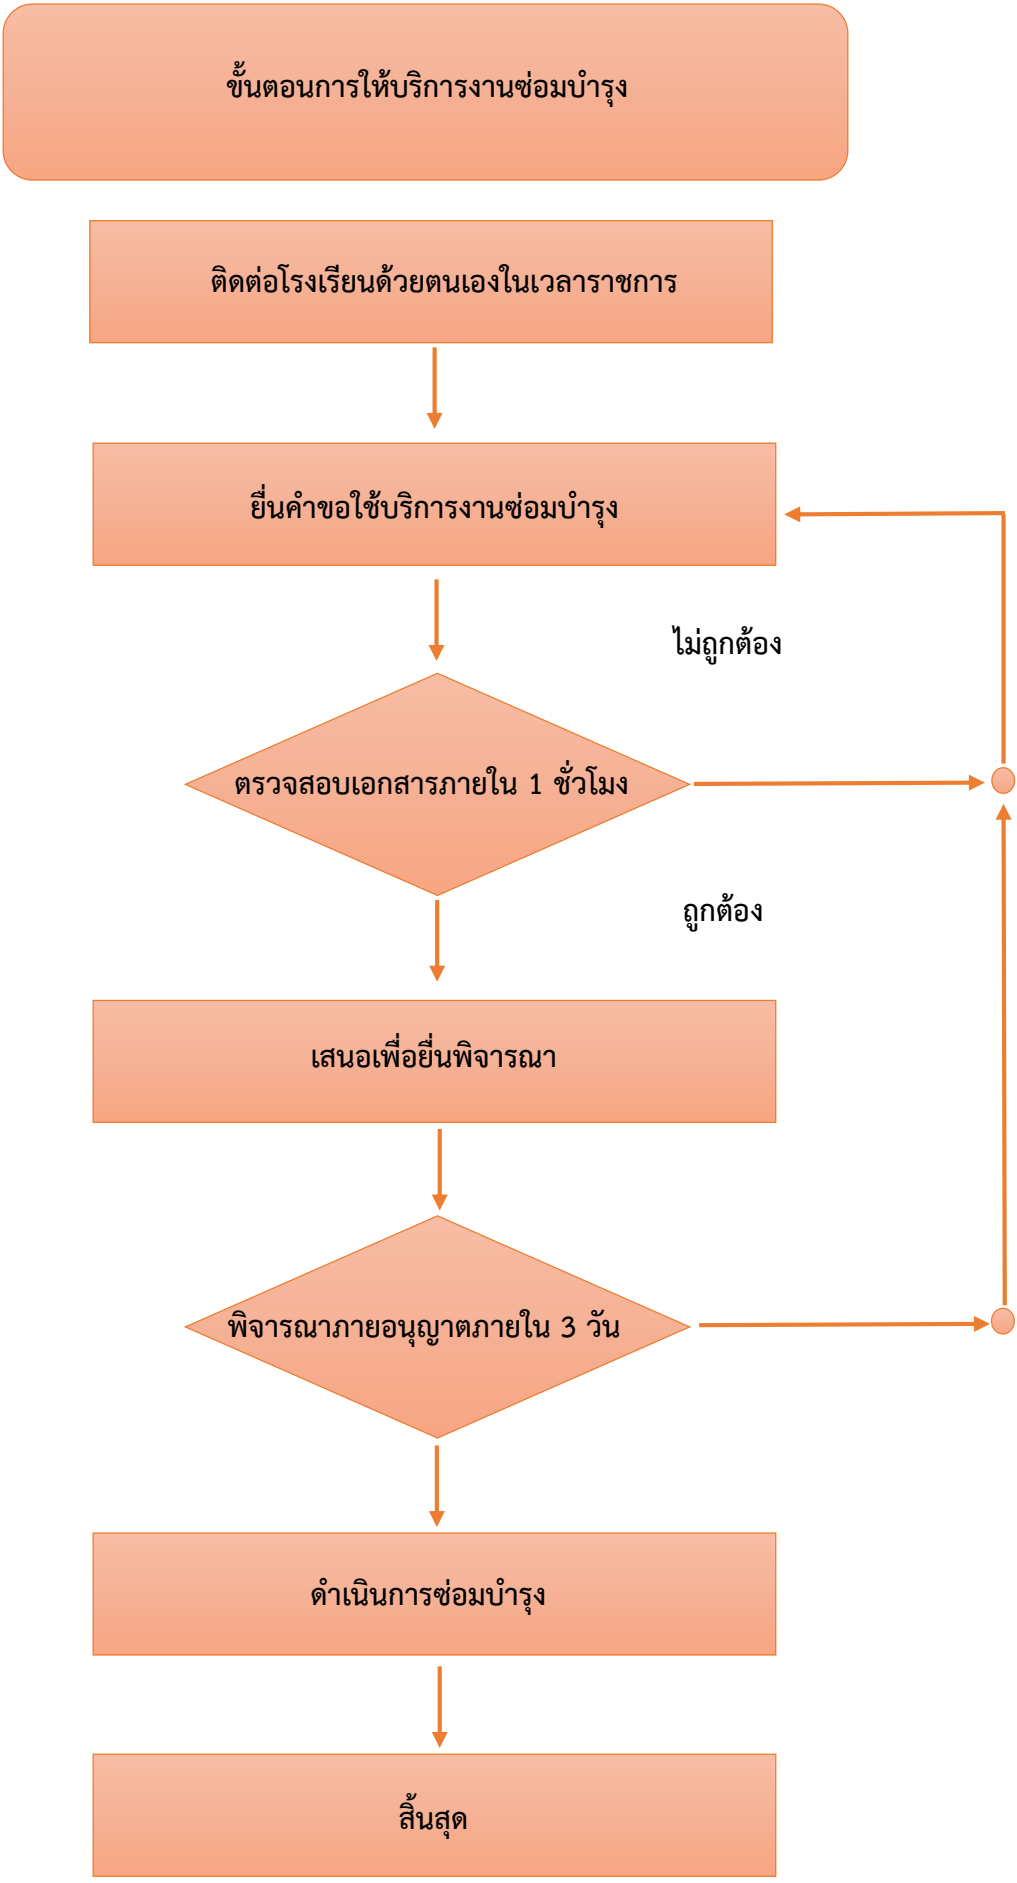 ขั้นตอนการให้บริการงานซ่อมบำรุง
ติดต่อโรงเรียนด้วยตนเองในเวลาราชการ
ยื่นคำขอใช้บริการงานซ่อมบำรุง
ไม่ถูกต้อง
ตรวจสอบเอกสารภายใน 1 ชั่วโมง
ถูกต้อง
เสนอเพื่อยื่นพิจารณา
พิจารณาภายอนุญาตภายใน 3 วัน
ดำเนินการซ่อมบำรุง
สิ้นสุด